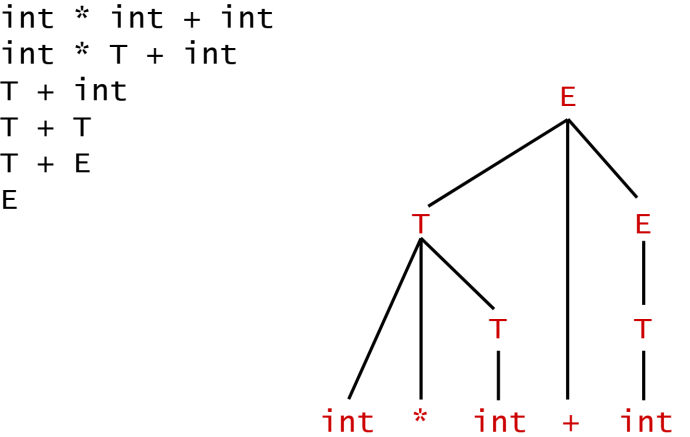 int * int + int
int * T + int
T + int
T + T
T + E
E
E
T E
T T
int * int + int